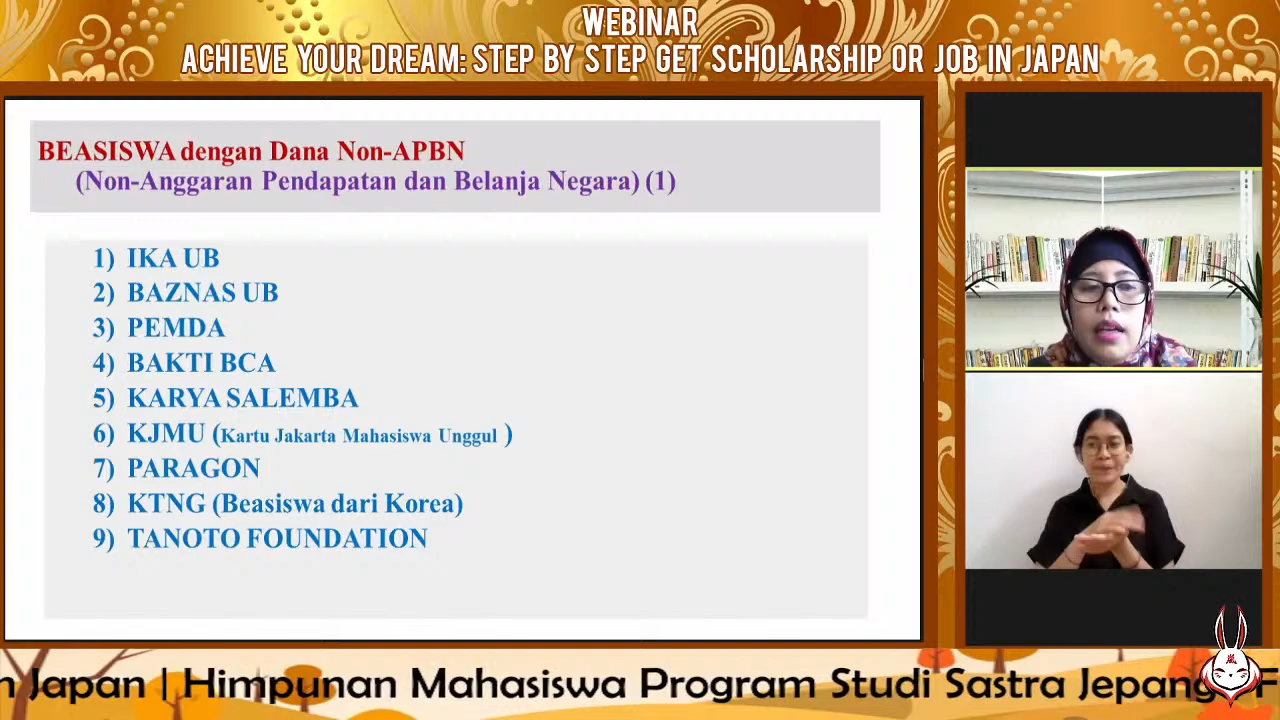 WEBINAR
ACHIEVE YOUR DREAM: STEP BY STEP GET SCHOLARSHIP OR JOB IN JAPAN
BEASISWA dengan Dana Non-APBN
(Non-Anggaran Pendapatan dan Belanja Negara) (1)
1) IKA UB
2) BAZNAS UB
3) PEMDA
4) BAKTI BCA
5) KARYA SALEMBA
6) KJMU (Kartu Jakarta Mahasiswa Unggul )
7) PARAGON
8) KTNG (Beasiswa dari Korea)
9) TANOTO FOUNDATION
n Japan | Himpunan Mahasiswa Program Studi Sastra Jepang F